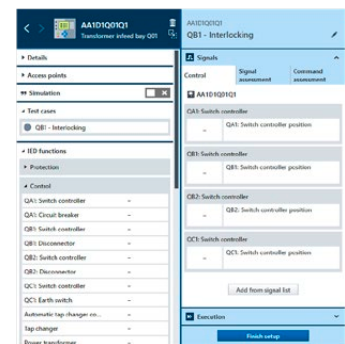 AA1D1Q01Q1
Transformer infeed bay Q01
Details
Access points
Simulation
Test cases
QB1 - Interlocking
IED functions
Protection
Control
QA1: Switch controller –
QA1: Circuit breaker –
QB1: Switch controller –
QB1: Disconnector –
QB2: Switch controller –
QB2: Disconnector –
QC1: Switch controller –
QC1: Earth switch –
Automatic tap changer co... –
Tap changer –
Power transformer –
AA1D1Q01Q1
QB1 - Interlocking
Signals
Control
Signal assessment
Command assessment
AA1D1Q01Q1
QA1: Switch controller
– QA1: Switch controller position
QB1: Switch controller
– QB1: Switch controller position
QB2: Switch controller
– QB2: Switch controller position
QC1: Switch controller
– QC1: Switch controller position
Add from signal list
Execution
Finish setup